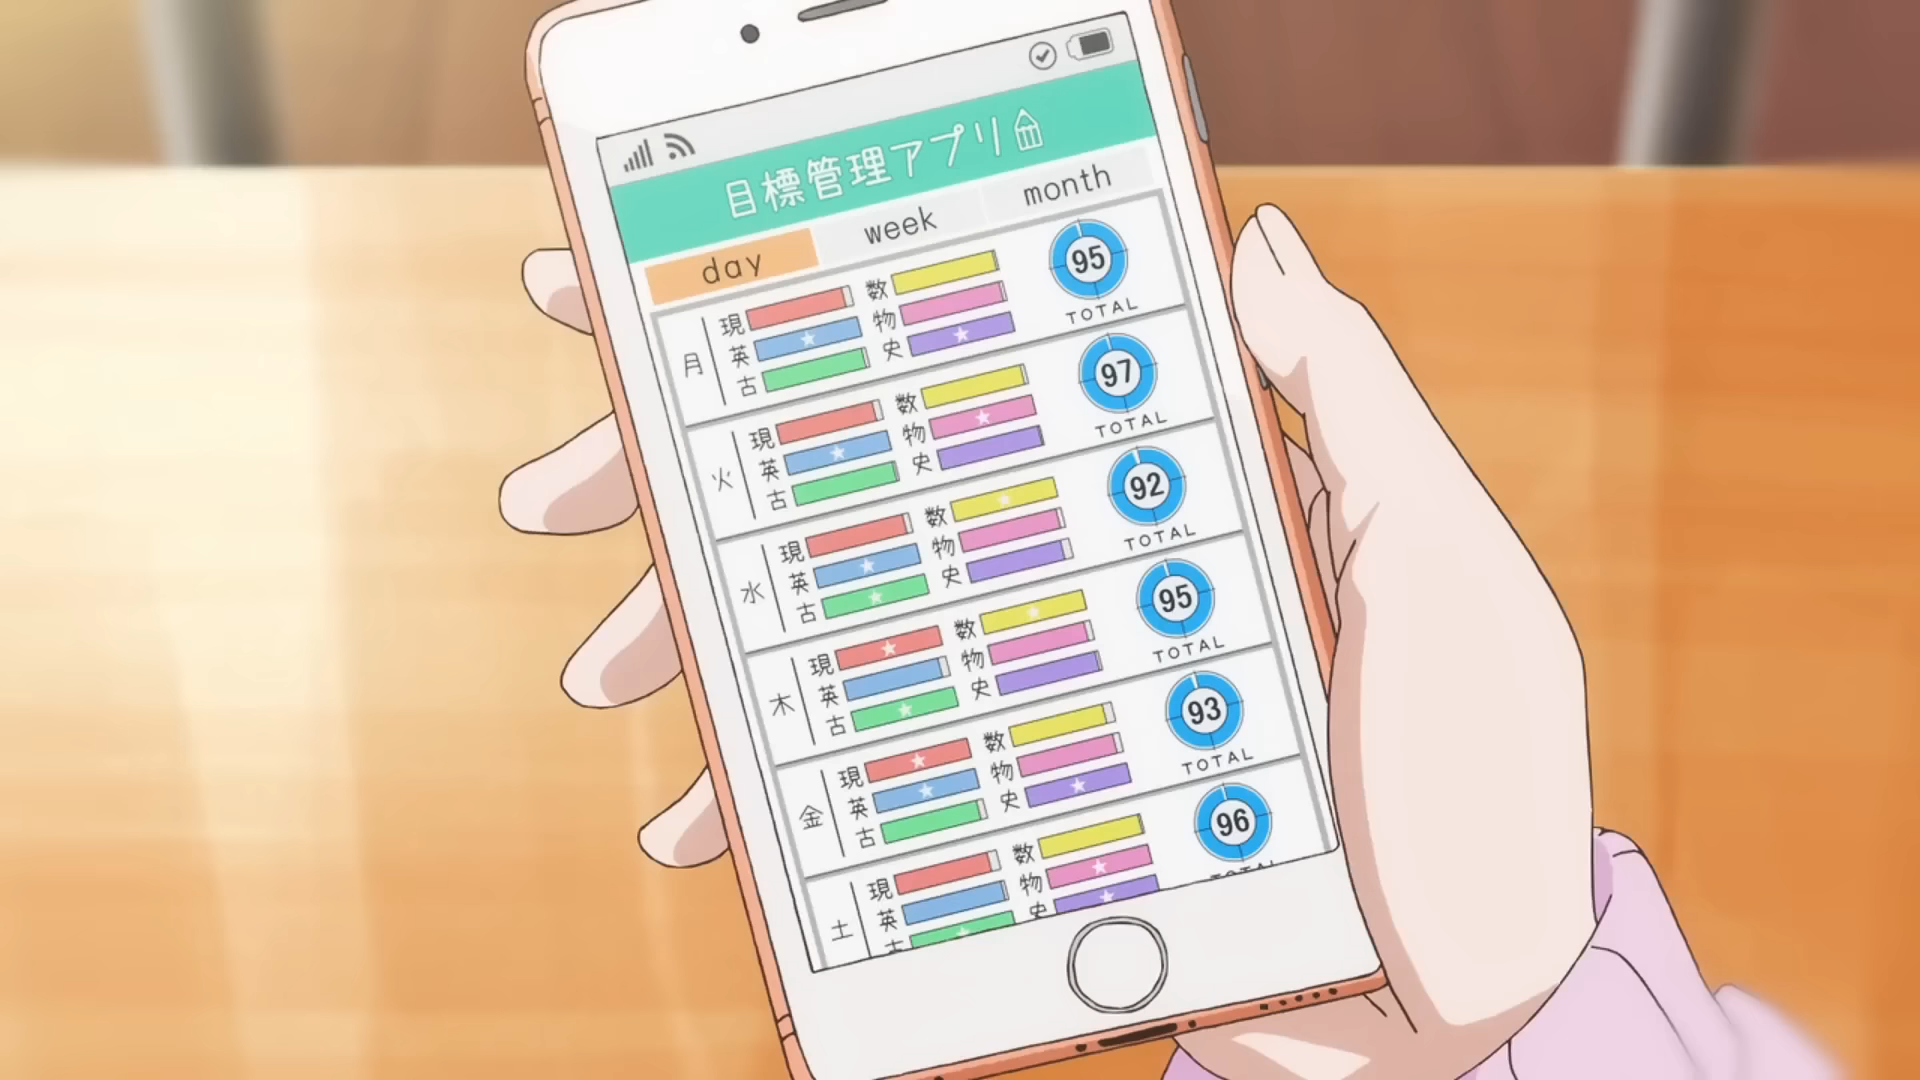 目標管理アプリ
day week month
月 現 数 95
英 物 TOTAL
古 史
火 現 数 97
英 物 TOTAL
古 史
水 現 数 92
英 物 TOTAL
古 史
木 現 数 95
英 物 TOTAL
古 史
金 現 数 93
英 物 TOTAL
古 史
土 現 数 96
英 物 TOTAL
古 史